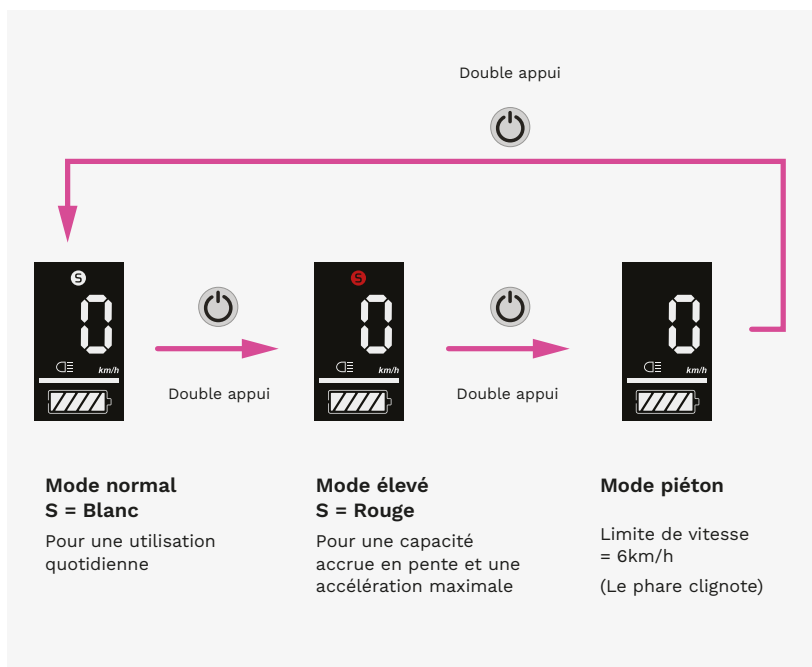 Double appui
S
0
km/h
Double appui
S
0
km/h
Double appui
0
km/h
Mode normal
S = Blanc
Pour une utilisation
quotidienne
Mode élevé
S = Rouge
Pour une capacité
accrue en pente et une
accélération maximale
Mode piéton
Limite de vitesse
= 6km/h
(Le phare clignote)